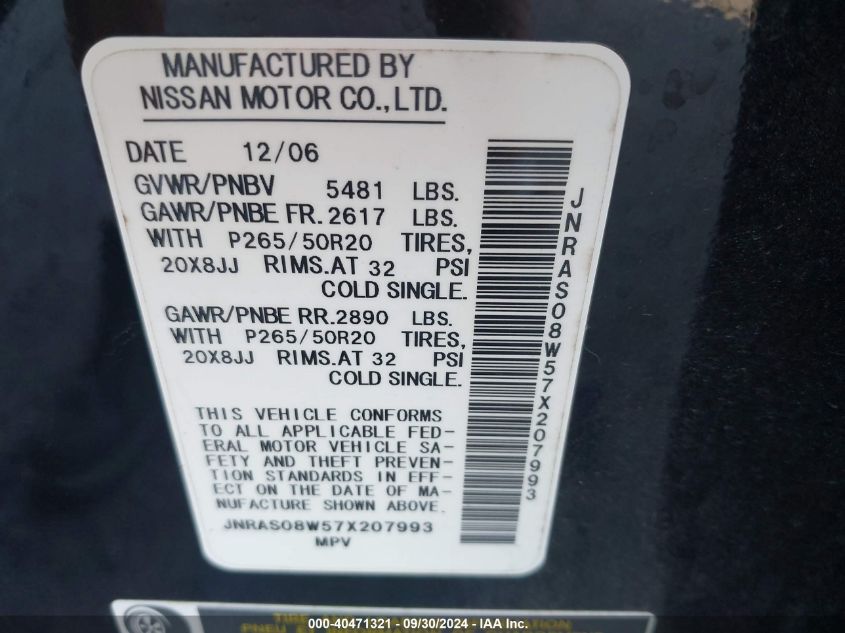 MANUFACTURED BY
NISSAN MOTOR CO.,LTD.
DATE 12/06
GVWR/PNBV 5481 LBS.
GAWR/PNBE FR. 2617 LBS.
WITH P265/50R20 TIRES,
20X8JJ RIMS.AT 32 PSI
COLD SINGLE.
GAWR/PNBE RR. 2890 LBS.
WITH P265/50R20 TIRES,
20X8JJ RIMS.AT 32 PSI
COLD SINGLE.
THIS VEHICLE CONFORMS
TO ALL APPLICABLE FED-
ERAL MOTOR VEHICLE SA-
FETY AND THEFT PREVEN-
TION STANDARDS IN EFF-
ECT ON THE DATE OF MA-
NUFACTURE SHOWN ABOVE.
JNRAS08W57X207993
MPV
JNRAS08W57X207993
000-40471321 - 09/30/2024 - IAA Inc.